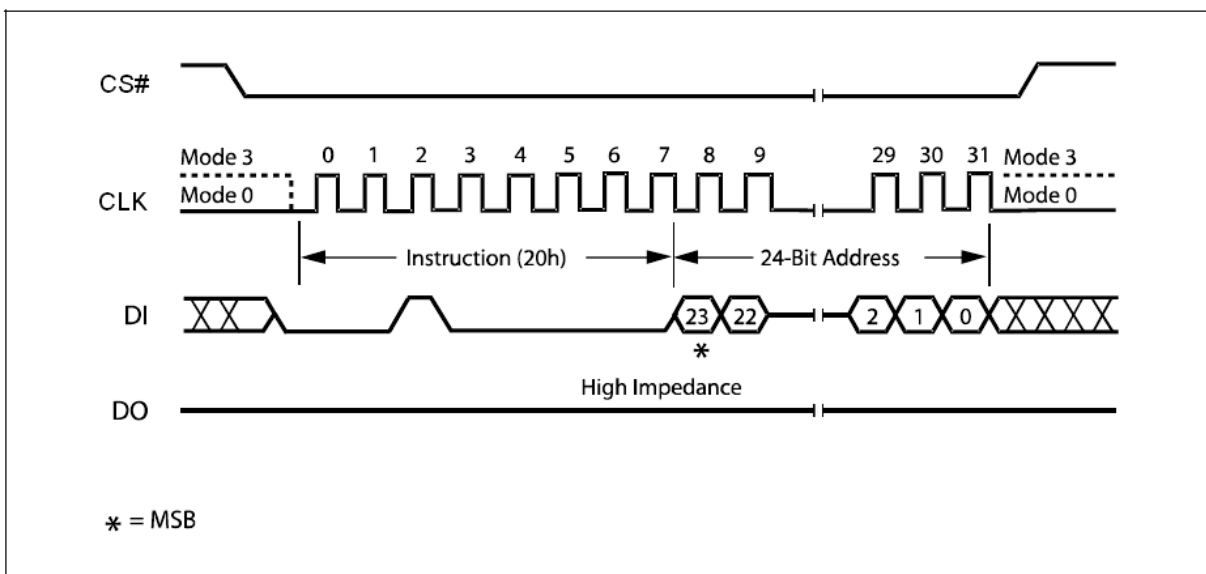 CS#
Mode 3 0 1 2 3 4 5 6 7 8 9 29 30 31 Mode 3
CLK Mode 0 Mode 0
Instruction (20h) 24-Bit Address
DI 23 22 2 1 0
*
High Impedance
DO
* = MSB